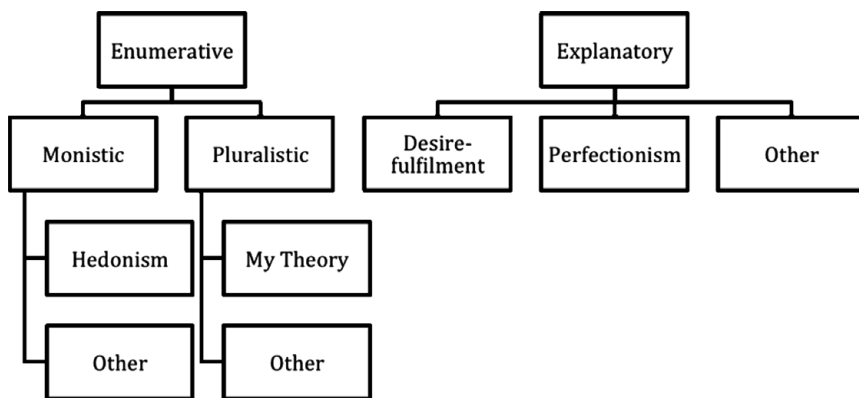 Enumerative
Explanatory
Monistic
Pluralistic
Desire-
fulfilment
Perfectionism
Other
Hedonism
My Theory
Other
Other